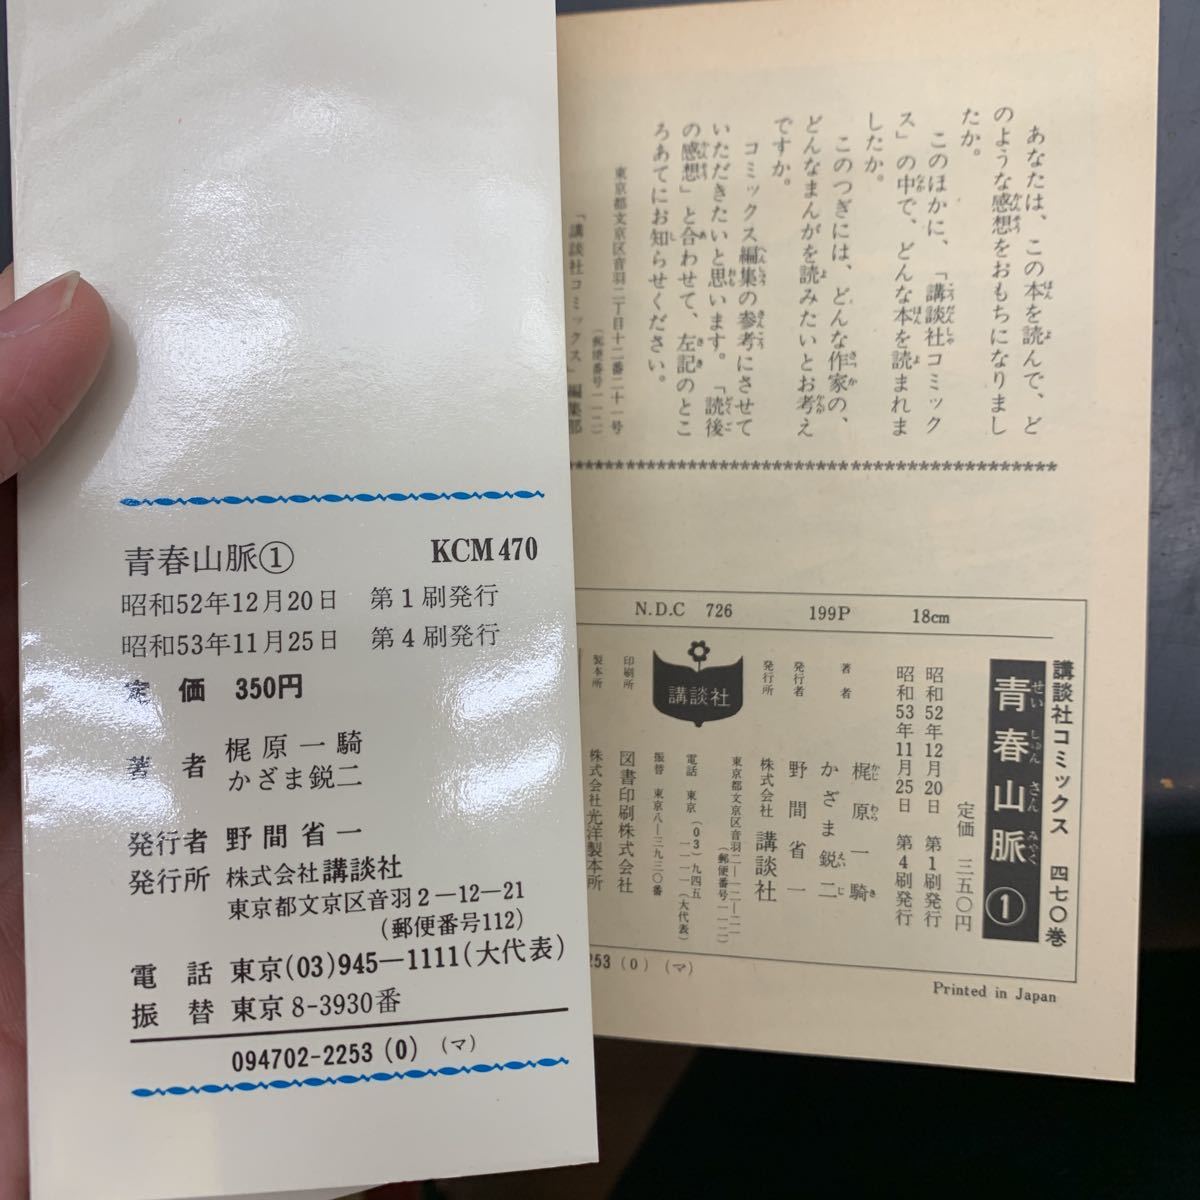 青春山脈① KCM 470
昭和52年12月20日 第1刷発行
昭和53年11月25日 第4刷発行
定価 350円
著者 梶原一騎
かざま鋭二
発行者 野間省一
発行所 株式会社講談社
東京都文京区音羽2-12-21
(郵便番号112)
電話 東京(03)945-1111(大代表)
振替 東京8-3930番
094702-2253 (0) (マ)
あなたは、この本を読んで、ど
のような感想をおもちになりまし
たか。
このほかに、「講談社コミック
ス」の中で、どんな本を読まれま
したか。
このつぎには、どんな作家の、
どんなまんがを読みたいとお考え
ですか。
コミックス編集の参考にさせて
いただきたいと思います。「読後
の感想」と合わせて、左記のとこ
ろあてにお知らせください。
東京都文京区音羽二丁目十二番二十一号
(郵便番号一一二)
「講談社コミックス」編集部
N.D.C 726 199P 18cm
講談社コミックス 四七〇巻
青春山脈①
せいしゅんさんみゃく
定価 三五〇円
昭和52年12月20日 第1刷発行
昭和53年11月25日 第4刷発行
著者 梶原一騎
かざま鋭二
発行者 野間省一
発行所 株式会社 講談社
東京都文京区音羽二-一二-二一
(郵便番号一一二)
電話 東京(03)九四五
一一一一(大代表)
振替 東京八-三九三〇番
講談社
印刷所 図書印刷株式会社
製本所 株式会社光洋製本所
253 (0) (マ)
Printed in Japan